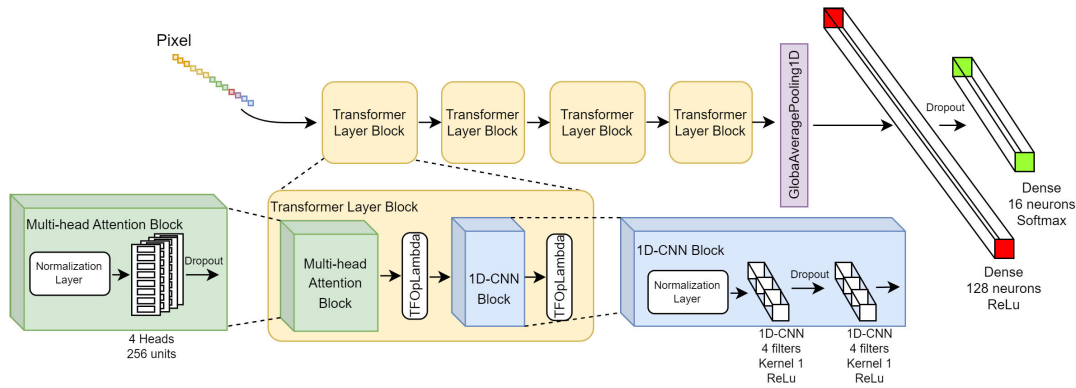 Pixel
Transformer
Layer Block
Transformer
Layer Block
Transformer
Layer Block
Transformer
Layer Block
GlobaAveragePooling1D
Dropout
Dense
16 neurons
Softmax
Dense
128 neurons
ReLu
Multi-head Attention Block
Normalization
Layer
Dropout
4 Heads
256 units
Transformer Layer Block
Multi-head
Attention
Block
TFOpLambda
1D-CNN
Block
TFOpLambda
1D-CNN Block
Normalization
Layer
Dropout
1D-CNN
4 filters
Kernel 1
ReLu
1D-CNN
4 filters
Kernel 1
ReLu